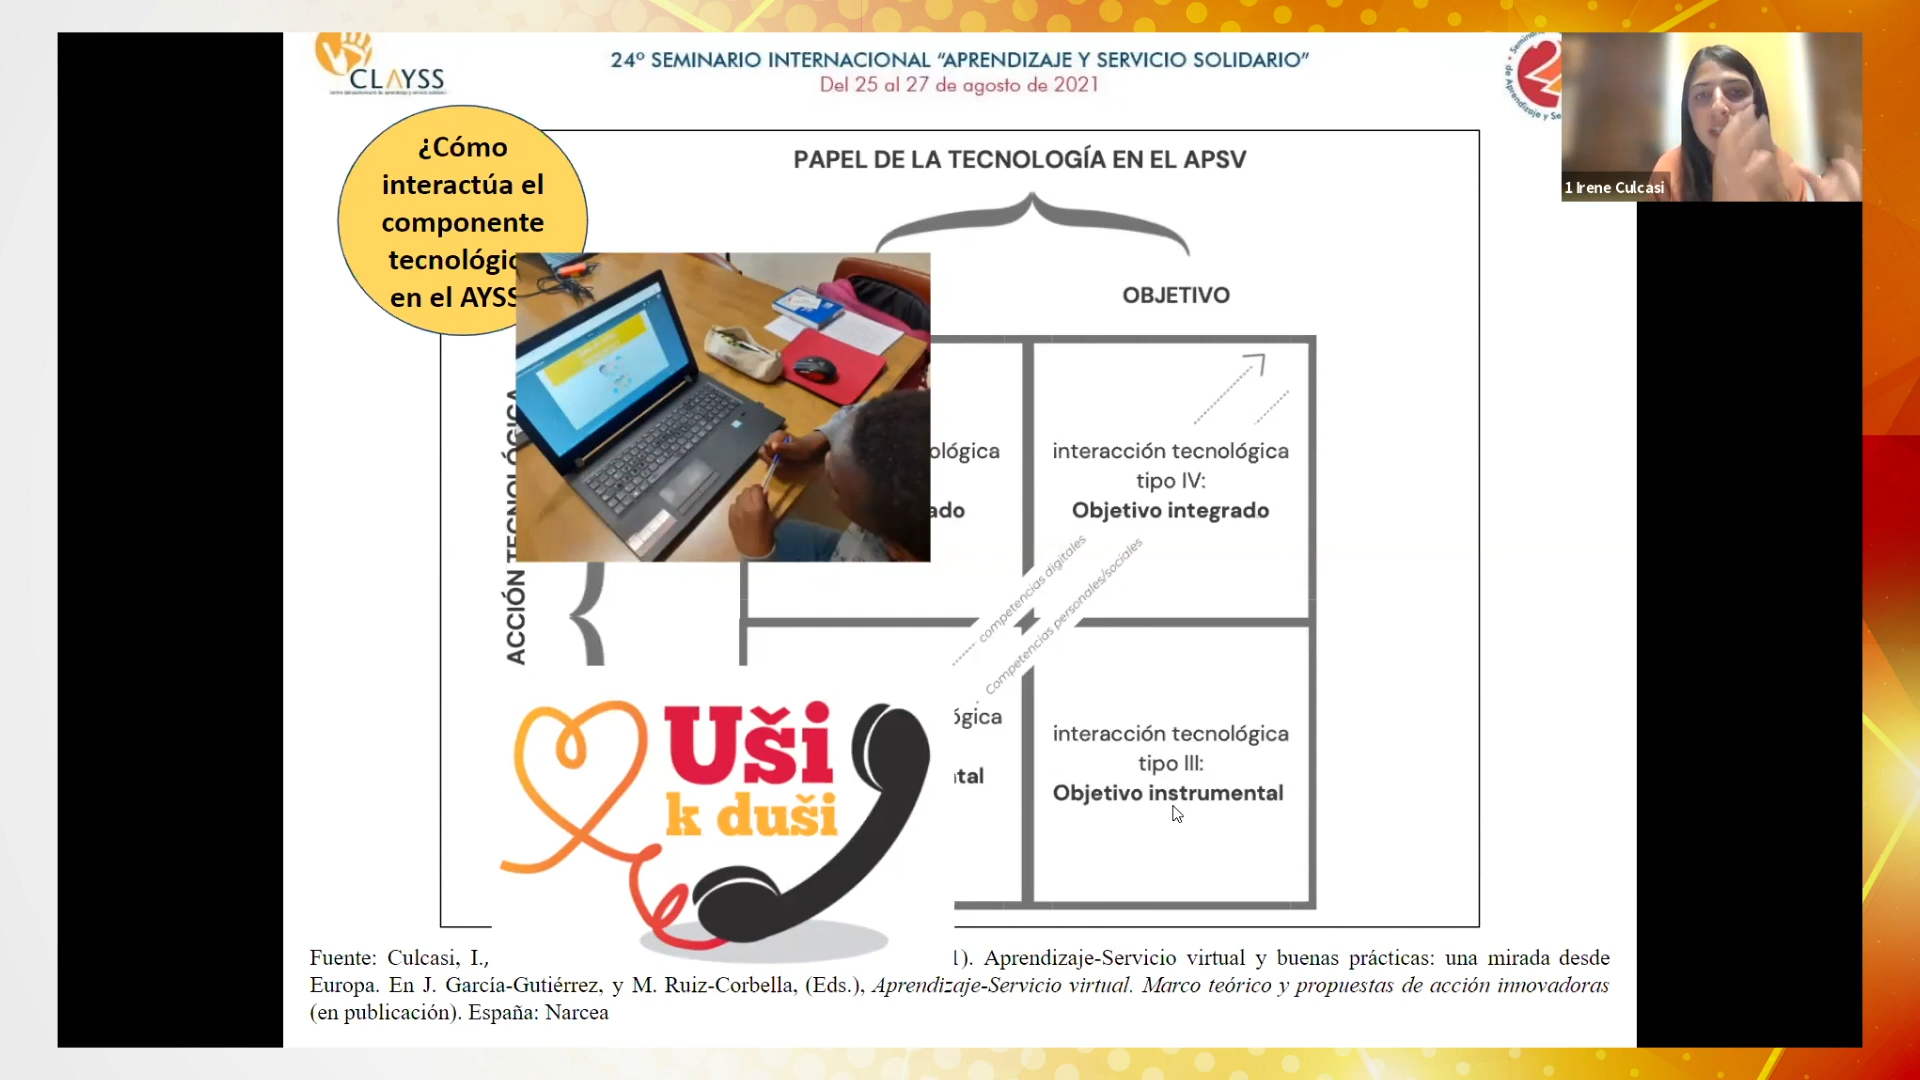 CLAYSS
24º SEMINARIO INTERNACIONAL “APRENDIZAJE Y SERVICIO SOLIDARIO”
Del 25 al 27 de agosto de 2021
1 Irene Culcasi
¿Cómo
interactúa el
componente
tecnológic
en el AYSS
PAPEL DE LA TECNOLOGÍA EN EL APSV
OBJETIVO
ACCIÓN TECNOLÓGICA
ológica
ado
interacción tecnológica
tipo IV:
Objetivo integrado
competencias digitales
Competencias personales/sociales
ógica
ntal
interacción tecnológica
tipo III:
Objetivo instrumental
Uši
k duši
Fuente: Culcasi, I., 1). Aprendizaje-Servicio virtual y buenas prácticas: una mirada desde
Europa. En J. García-Gutiérrez, y M. Ruiz-Corbella, (Eds.), Aprendizaje-Servicio virtual. Marco teórico y propuestas de acción innovadoras
(en publicación). España: Narcea